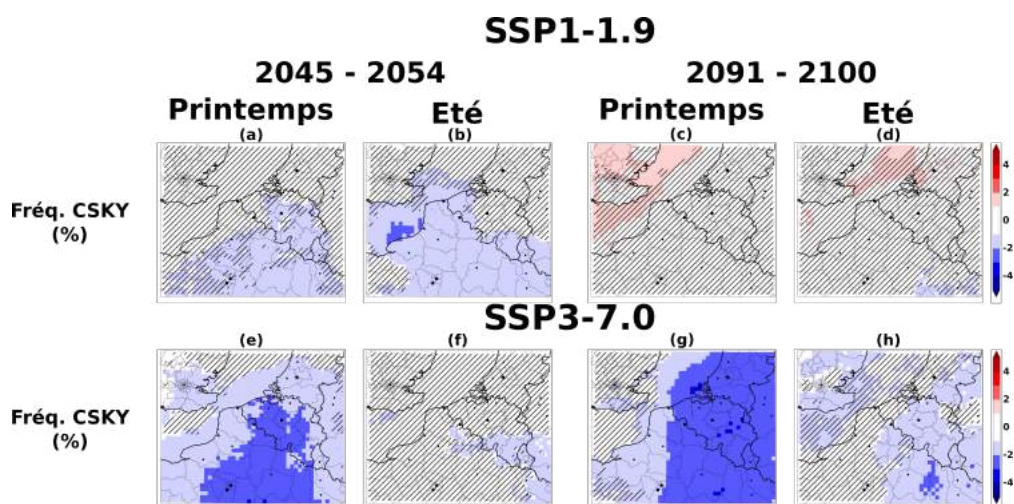 SSP1-1.9
2045 - 2054 2091 - 2100
Printemps Eté Printemps Eté
(a) (b) (c) (d)
Fréq. CSKY
(%)
4
2
0
-2
-4
SSP3-7.0
(e) (f) (g) (h)
Fréq. CSKY
(%)
4
2
0
-2
-4